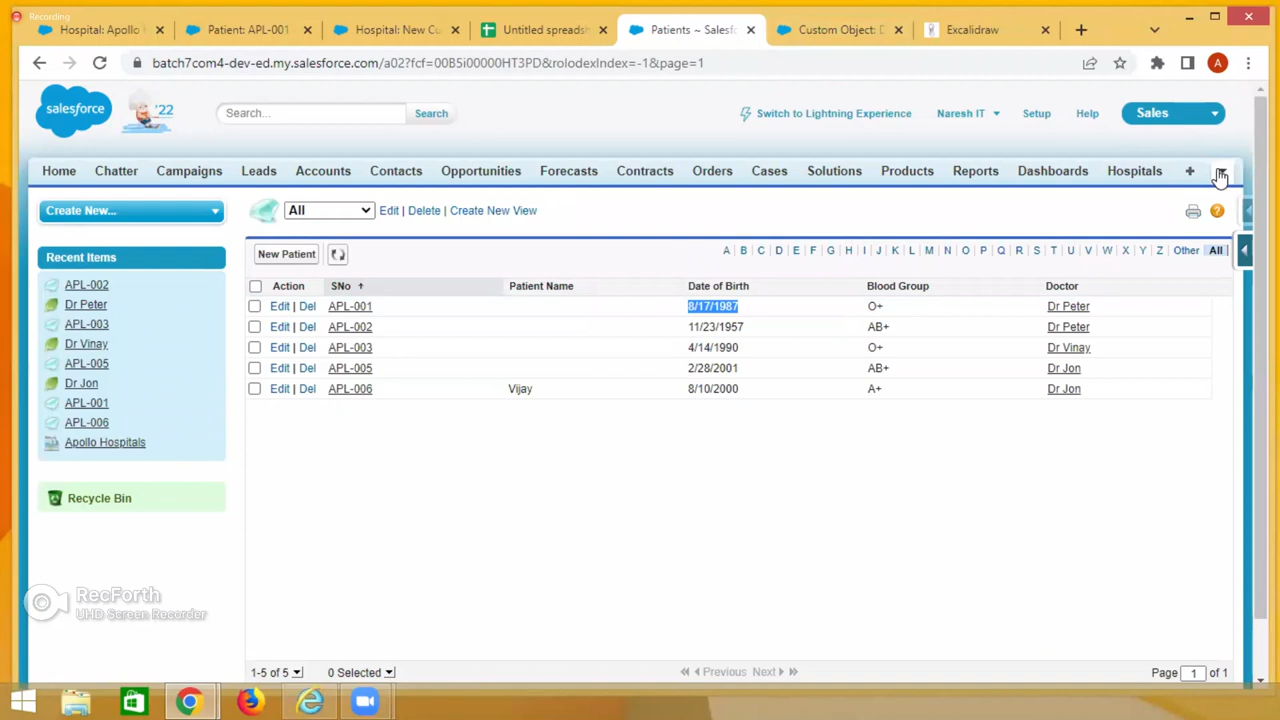 Recording
Hospital: Apollo
Patient: APL-001
Hospital: New Cu
Untitled spreads
Patients ~ Salesf
Custom Object: D
Excalidraw
batch7com4-dev-ed.my.salesforce.com/a02?fcf=00B5i00000HT3PD&rolodexIndex=-1&page=1
A
salesforce
'22
Search...
Search
Switch to Lightning Experience
Naresh IT
Setup
Help
Sales
Home Chatter Campaigns Leads Accounts Contacts Opportunities Forecasts Contracts Orders Cases Solutions Products Reports Dashboards Hospitals +
Create New...
All
Edit | Delete | Create New View
Recent Items
APL-002
Dr Peter
APL-003
Dr Vinay
APL-005
Dr Jon
APL-001
APL-006
Apollo Hospitals
Recycle Bin
New Patient
A B C D E F G H I J K L M N O P Q R S T U V W X Y Z Other All
Action SNo Patient Name Date of Birth Blood Group Doctor
Edit | Del APL-001 8/17/1987 O+ Dr Peter
Edit | Del APL-002 11/23/1957 AB+ Dr Peter
Edit | Del APL-003 4/14/1990 O+ Dr Vinay
Edit | Del APL-005 2/28/2001 AB+ Dr Jon
Edit | Del APL-006 Vijay 8/10/2000 A+ Dr Jon
RecForth
UHD Screen Recorder
1-5 of 5 0 Selected Previous Next Page 1 of 1